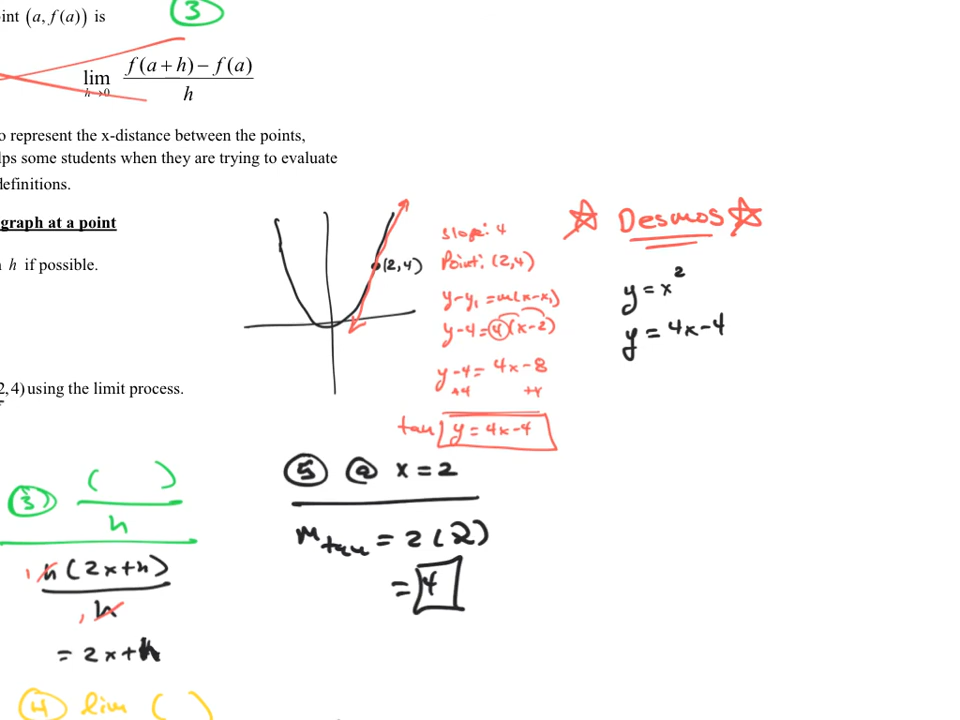 int (a, f(a)) is
3
lim h→0 f(a+h) − f(a) / h
o represent the x-distance between the points,
lps some students when they are trying to evaluate
definitions.
graph at a point
h if possible.
2,4) using the limit process.
(2,4)
slope: 4
Point: (2,4)
y-y₁ = m(x-x₁)
y-4 = 4(x-2)
y-4 = 4x-8
+4 +4
tan y = 4x-4
☆ Desmos ☆
y = x²
y = 4x-4
3 ( ) / h
1 h(2x+h) / 1 h
= 2x+h
4 lim ( )
5 @ x=2
m tan = 2(2)
= 4